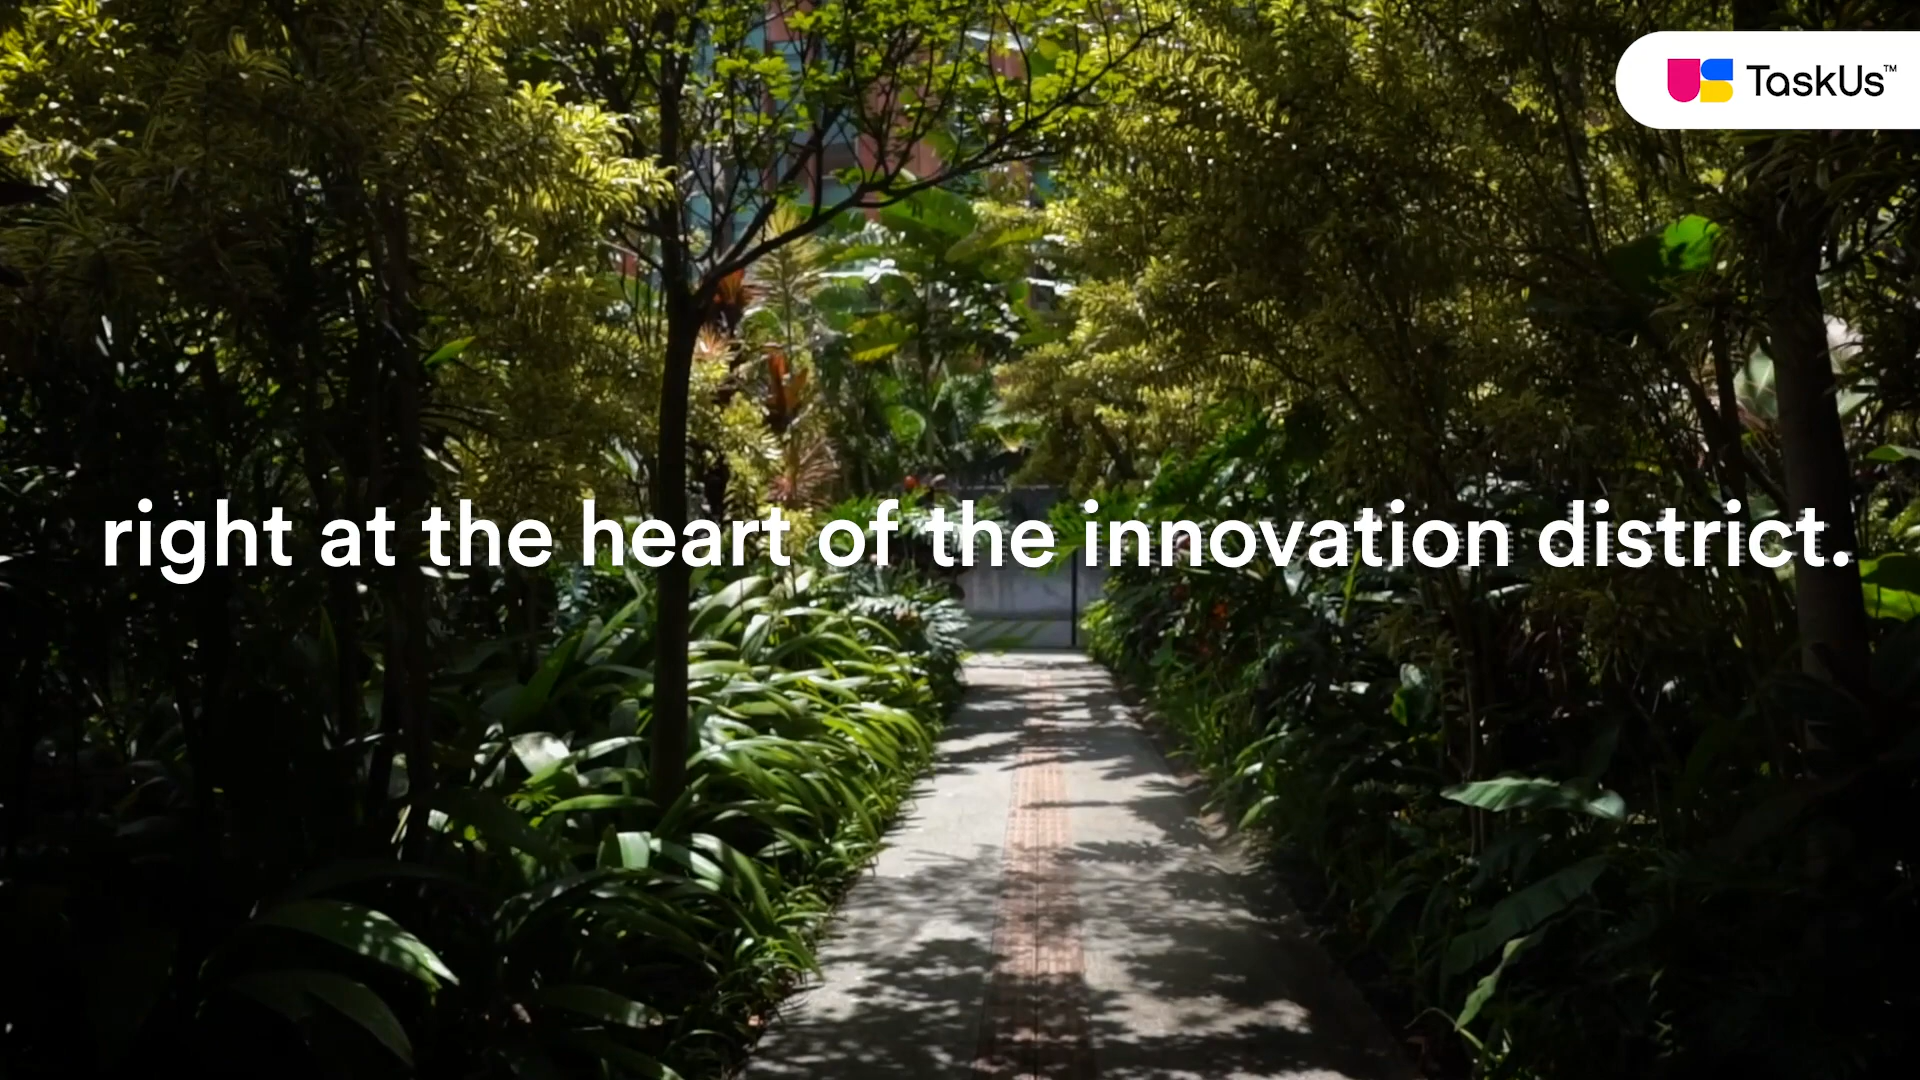 TaskUs™
right at the heart of the innovation district.